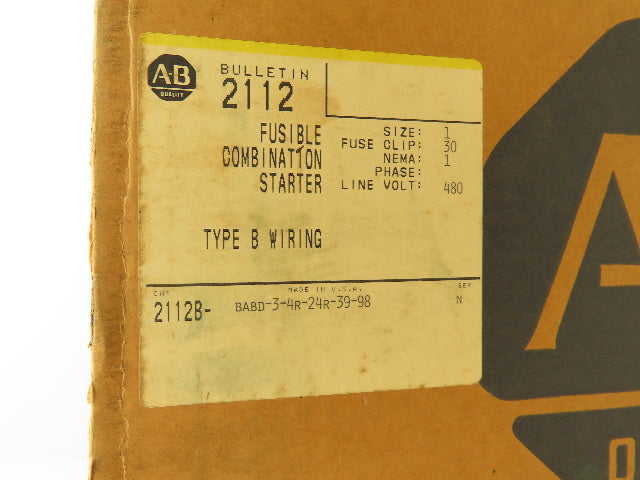 A-B
QUALITY
BULLETIN
2112
FUSIBLE
COMBINATION
STARTER
SIZE: 1
FUSE CLIP: 30
NEMA: 1
PHASE:
LINE VOLT: 480
TYPE B WIRING
MADE IN U.S.A.
CAT
SER
2112B- BABD-3-4R-24R-39-98 N
A